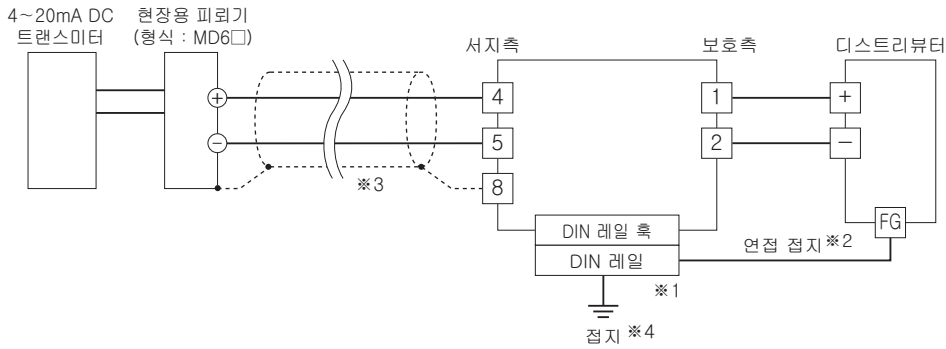 4~20mA DC
트랜스미터
현장용 피뢰기
(형식 : MD6□)
서지측
보호측
디스트리뷰터
+
4
1
+
−
5
2
−
※3
8
FG
DIN 레일 훅
연접 접지※2
DIN 레일
※1
접지 ※4